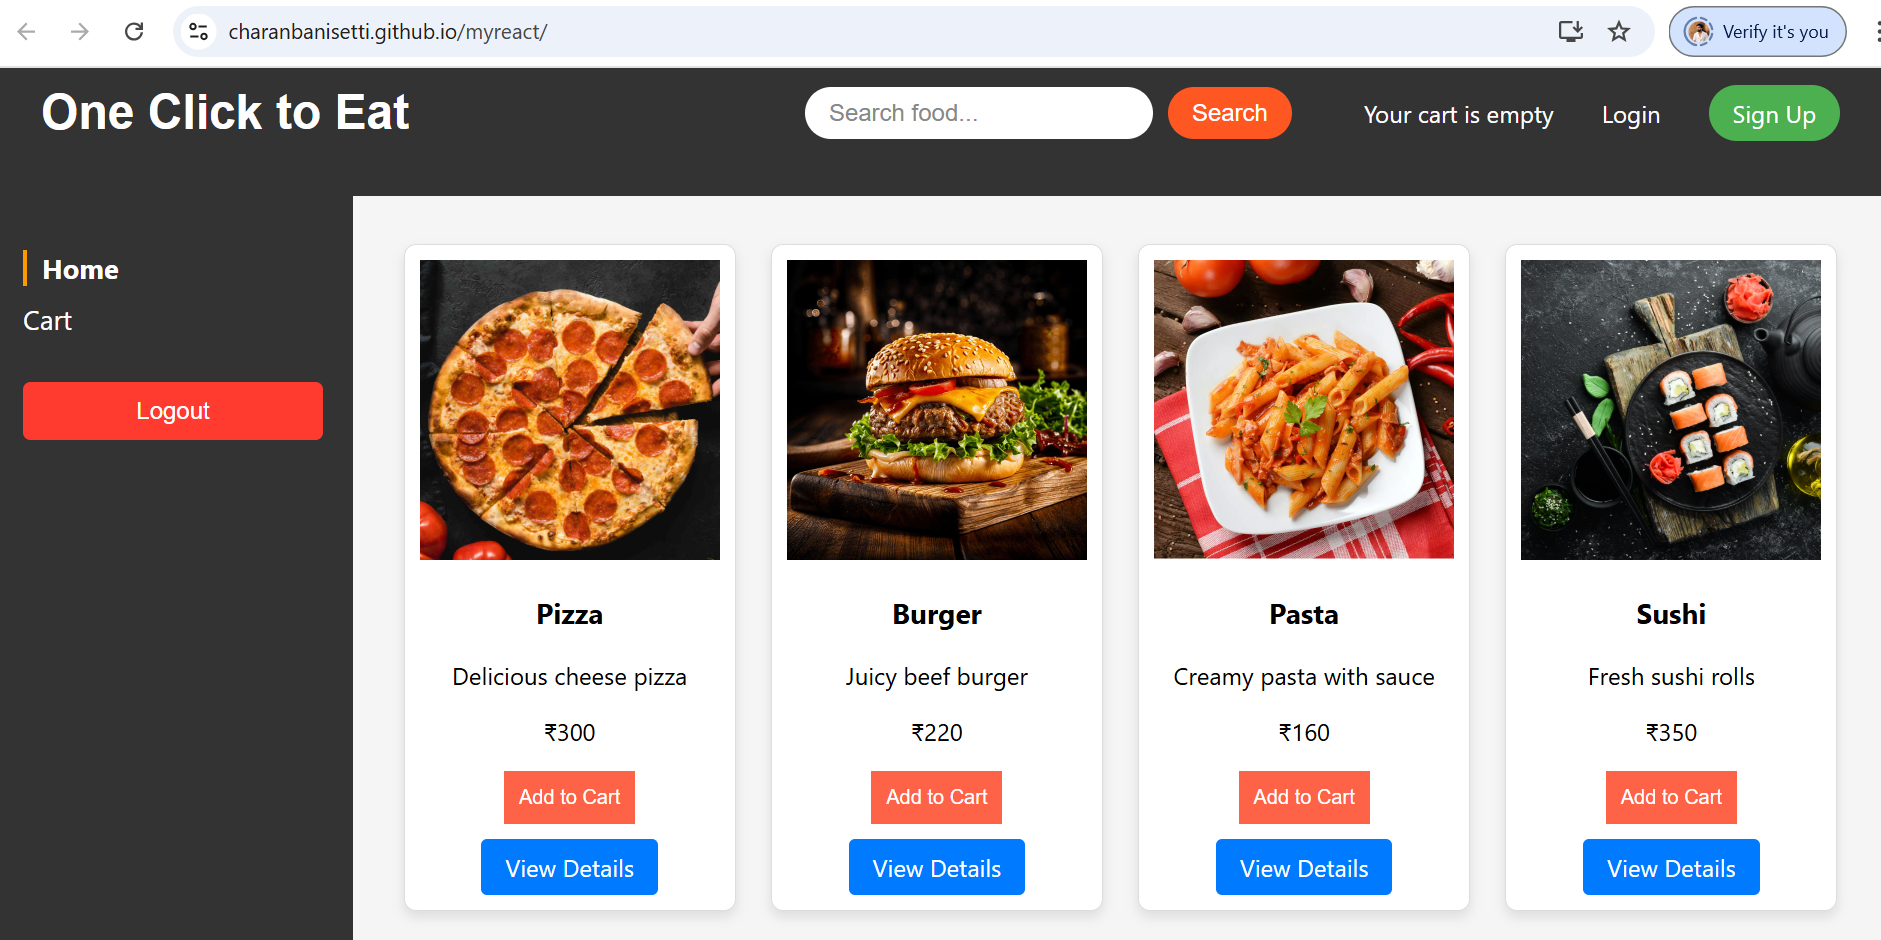 charanbanisetti.github.io/myreact/
Verify it's you
One Click to Eat
Search food...
Search
Your cart is empty
Login
Sign Up
Home
Cart
Logout
Pizza
Delicious cheese pizza
₹300
Add to Cart
View Details
Burger
Juicy beef burger
₹220
Add to Cart
View Details
Pasta
Creamy pasta with sauce
₹160
Add to Cart
View Details
Sushi
Fresh sushi rolls
₹350
Add to Cart
View Details